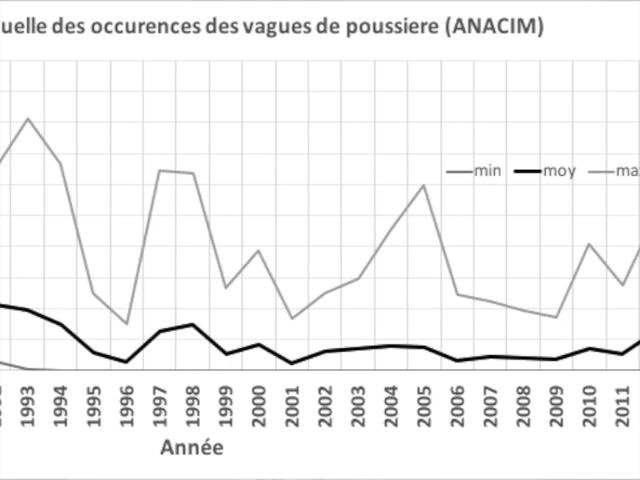 uelle des occurences des vagues de poussiere (ANACIM)
min moy ma
1993 1994 1995 1996 1997 1998 1999 2000 2001 2002 2003 2004 2005 2006 2007 2008 2009 2010 2011
Année